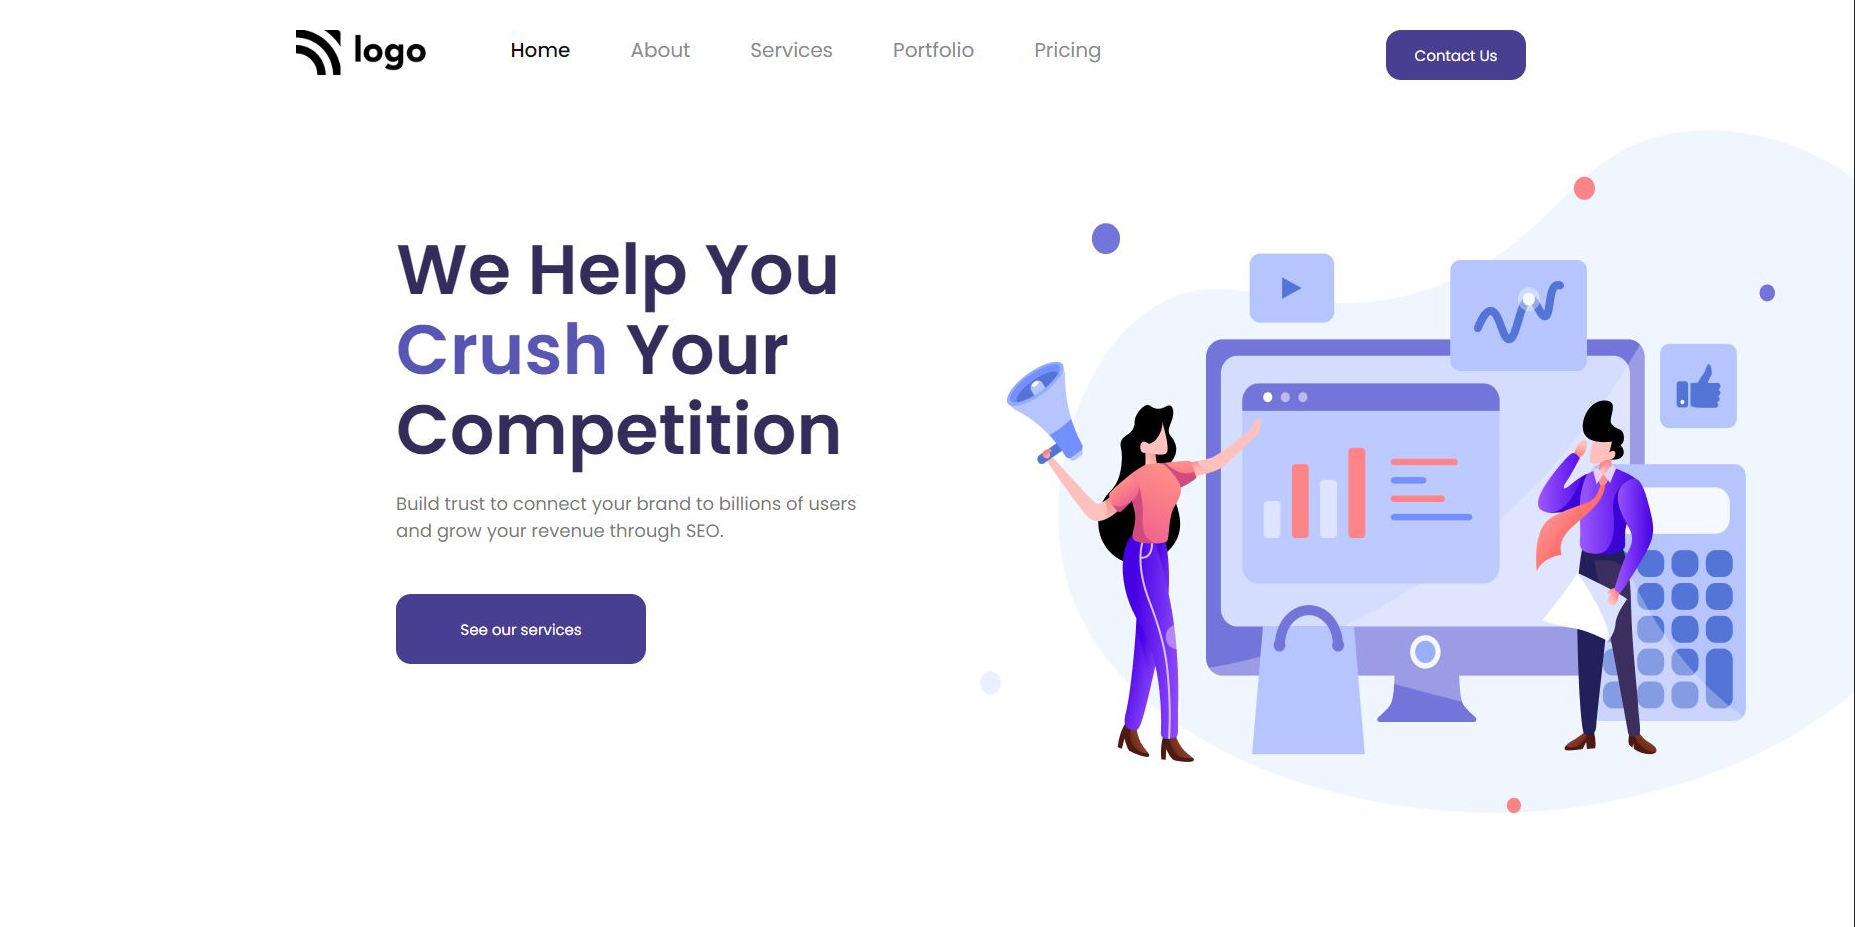 logo
Home About Services Portfolio Pricing
Contact Us
We Help You
Crush Your
Competition
Build trust to connect your brand to billions of users
and grow your revenue through SEO.
See our services